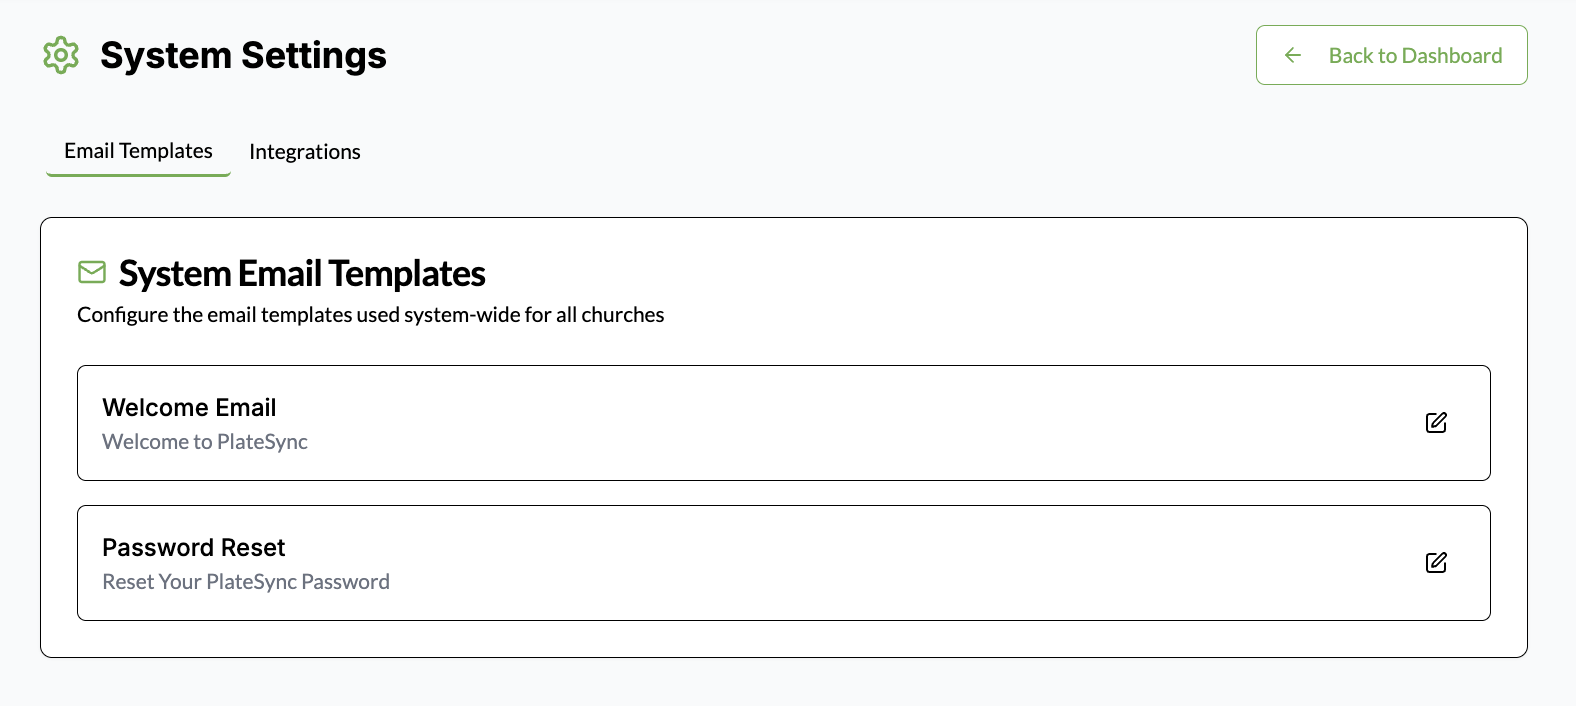 System Settings
Back to Dashboard
Email Templates
Integrations
System Email Templates
Configure the email templates used system-wide for all churches
Welcome Email
Welcome to PlateSync
Password Reset
Reset Your PlateSync Password